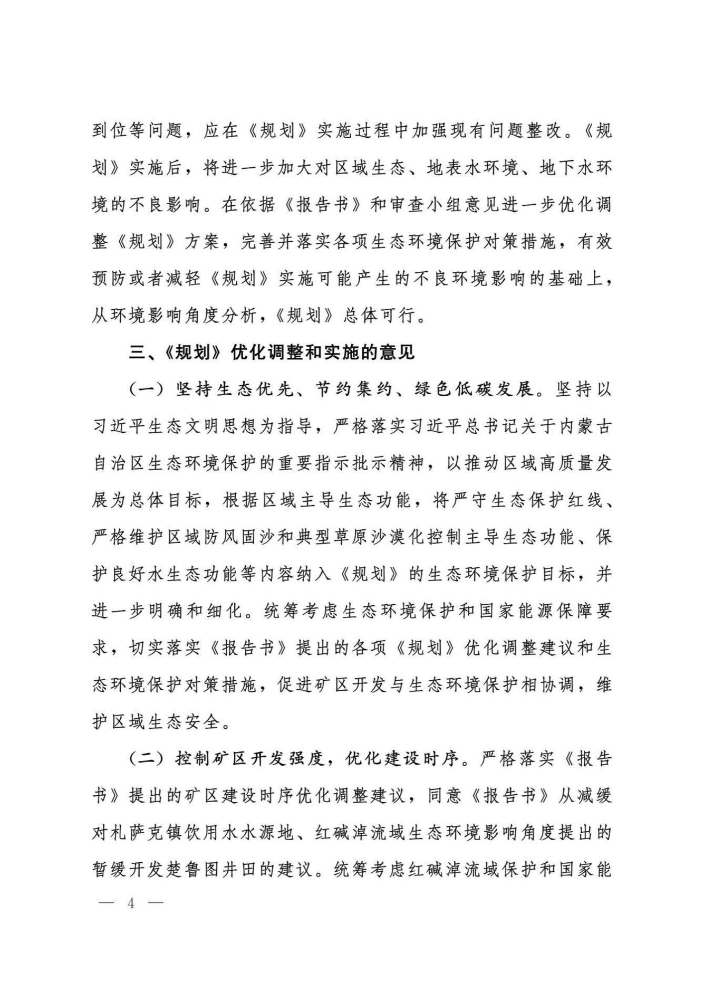 到位等问题，应在《规划》实施过程中加强现有问题整改。《规
划》实施后，将进一步加大对区域生态、地表水环境、地下水环
境的不良影响。在依据《报告书》和审查小组意见进一步优化调
整《规划》方案，完善并落实各项生态环境保护对策措施，有效
预防或者减轻《规划》实施可能产生的不良环境影响的基础上，
从环境影响角度分析，《规划》总体可行。
三、《规划》优化调整和实施的意见
（一）坚持生态优先、节约集约、绿色低碳发展。坚持以
习近平生态文明思想为指导，严格落实习近平总书记关于内蒙古
自治区生态环境保护的重要指示批示精神，以推动区域高质量发
展为总体目标，根据区域主导生态功能，将严守生态保护红线、
严格维护区域防风固沙和典型草原沙漠化控制主导生态功能、保
护良好水生态功能等内容纳入《规划》的生态环境保护目标，并
进一步明确和细化。统筹考虑生态环境保护和国家能源保障要
求，切实落实《报告书》提出的各项《规划》优化调整建议和生
态环境保护对策措施，促进矿区开发与生态环境保护相协调，维
护区域生态安全。
（二）控制矿区开发强度，优化建设时序。严格落实《报告
书》提出的矿区建设时序优化调整建议，同意《报告书》从减缓
对札萨克镇饮用水水源地、红碱淖流域生态环境影响角度提出的
暂缓开发楚鲁图井田的建议。统筹考虑红碱淖流域保护和国家能
— 4 —